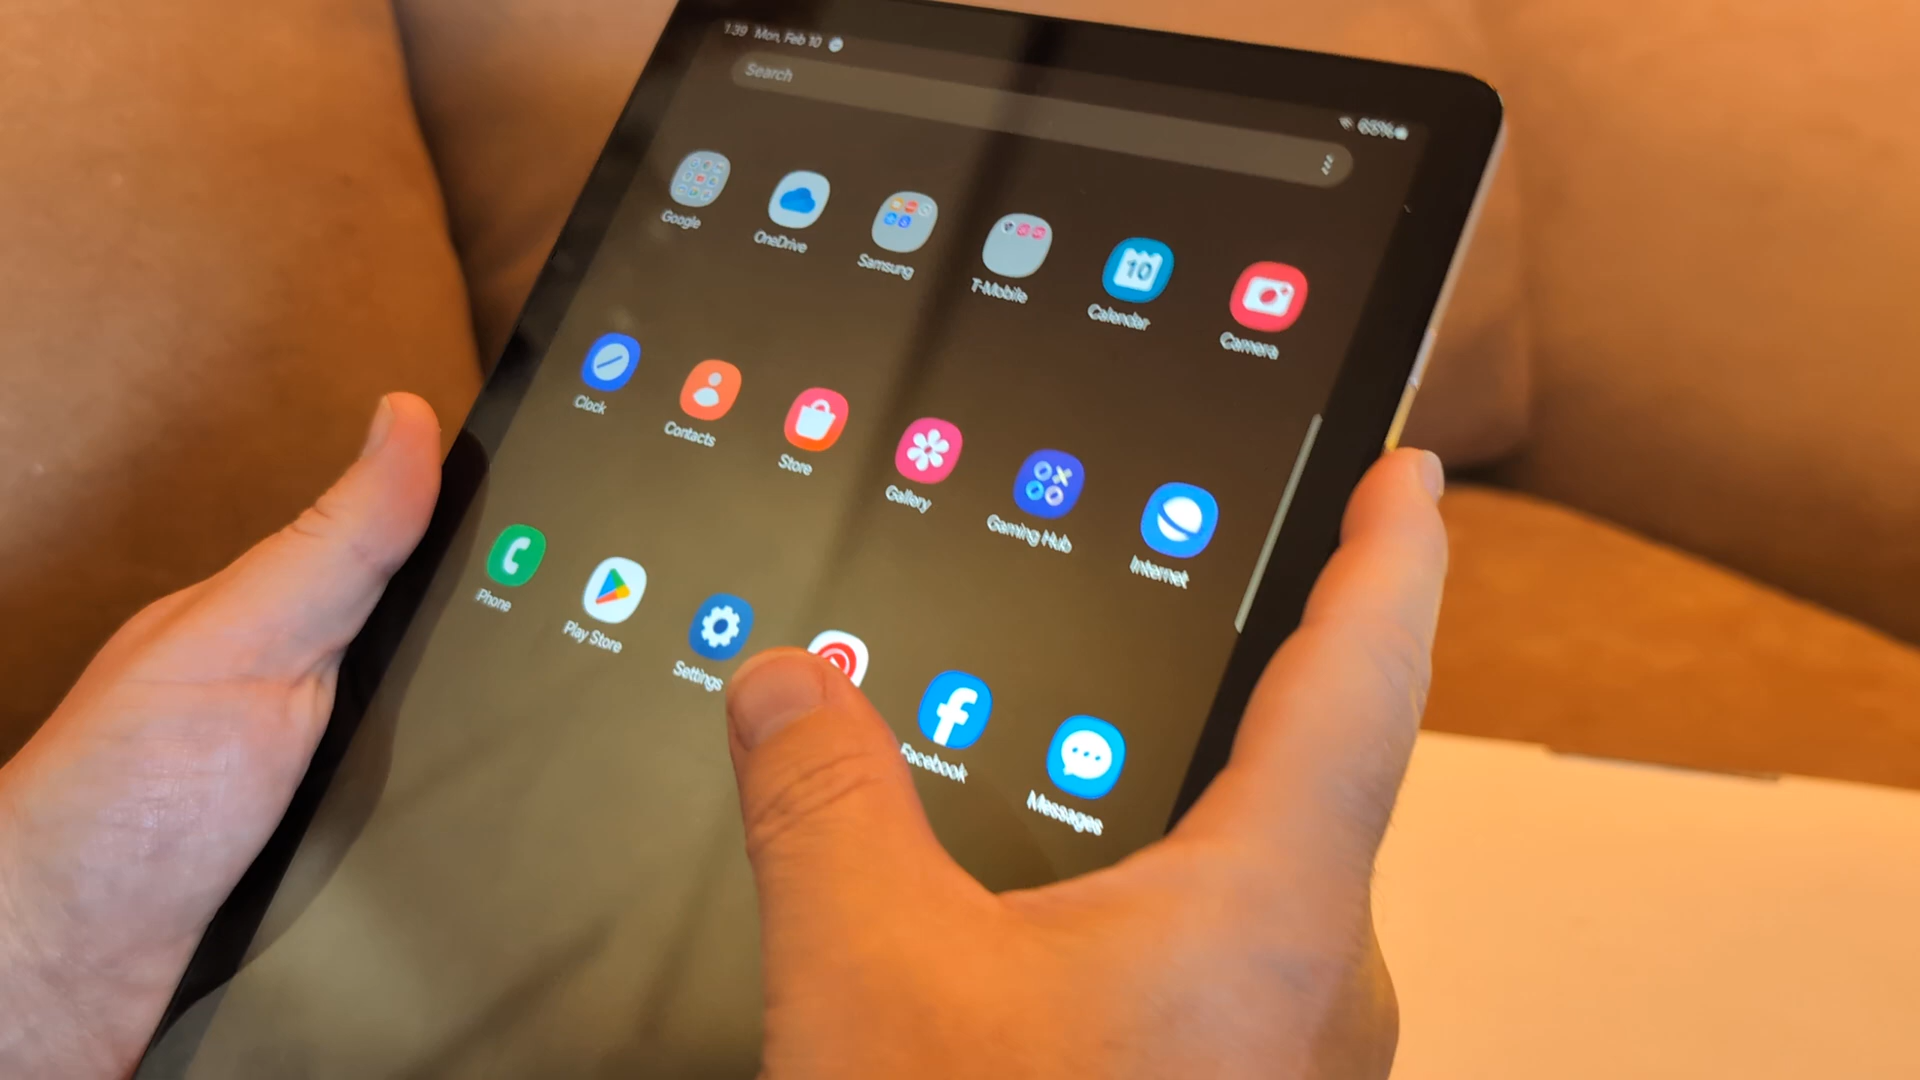 1:39 Mon, Feb 10
65%
Search
Google
OneDrive
Samsung
T-Mobile
10
Calendar
Camera
Clock
Contacts
Store
Gallery
Gaming Hub
Internet
Phone
Play Store
Settings
Facebook
Messages